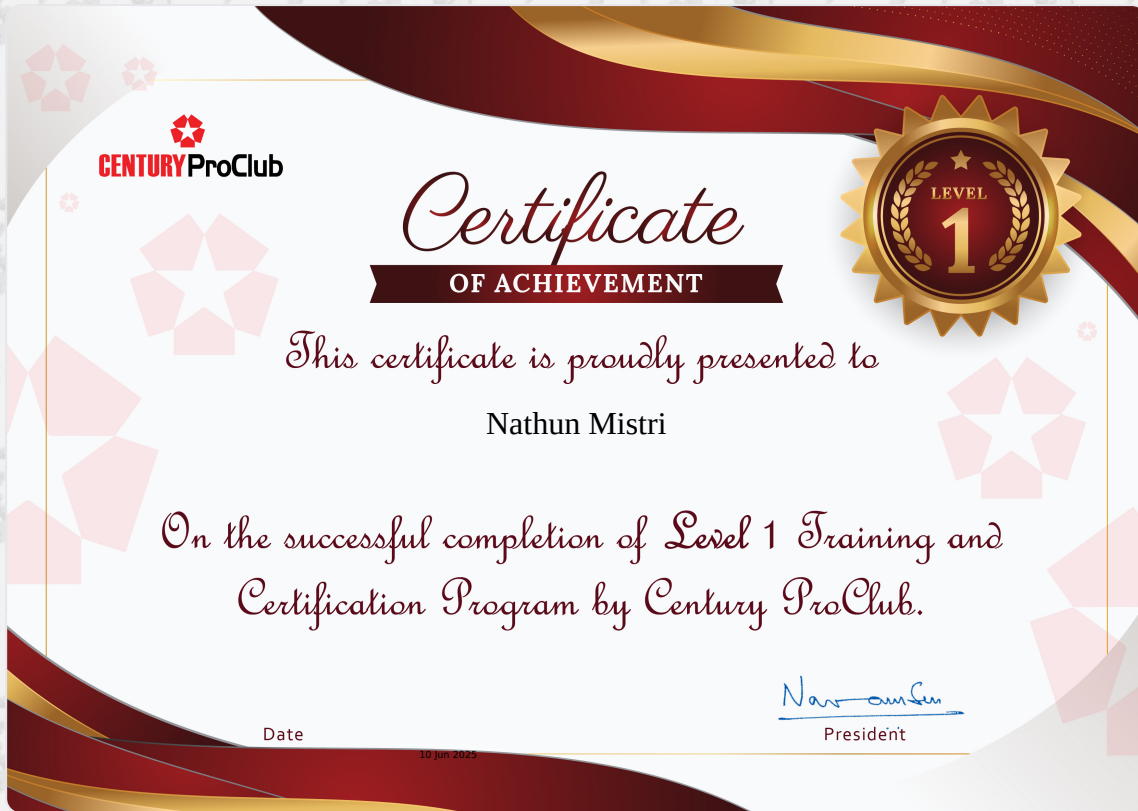 CENTURY ProClub
LEVEL
1
Certificate
OF ACHIEVEMENT
This certificate is proudly presented to
Nathun Mistri
On the successful completion of Level 1 Training and
Certification Program by Century ProClub.
Date
President
10 Jun 2025